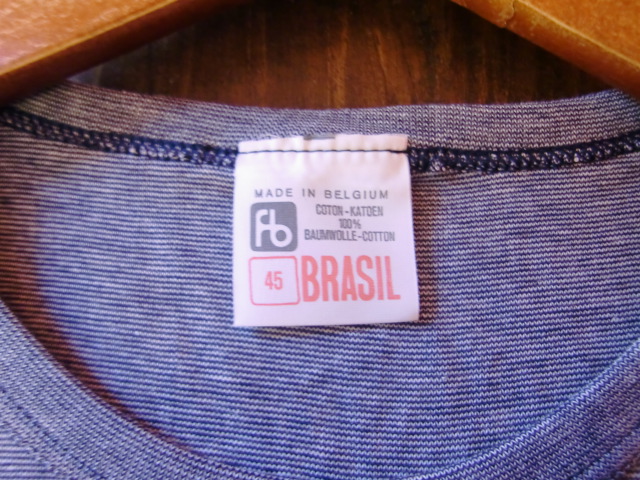 MADE IN BELGIUM
fb
COTON-KATOEN
100%
BAUMWOLLE-COTTON
45 BRASIL